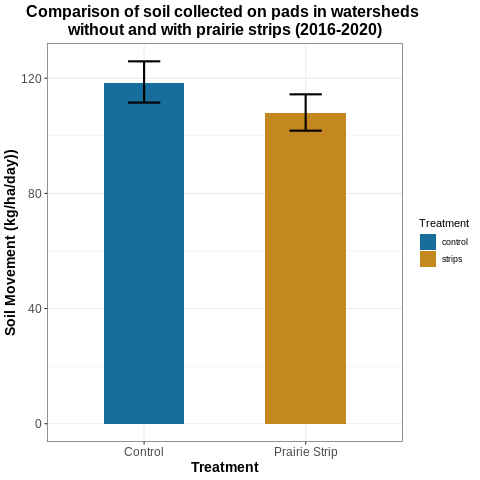 Comparison of soil collected on pads in watersheds
without and with prairie strips (2016-2020)
Soil Movement (kg/ha/day))
120
80
40
0
Control
Prairie Strip
Treatment
Treatment
control
strips